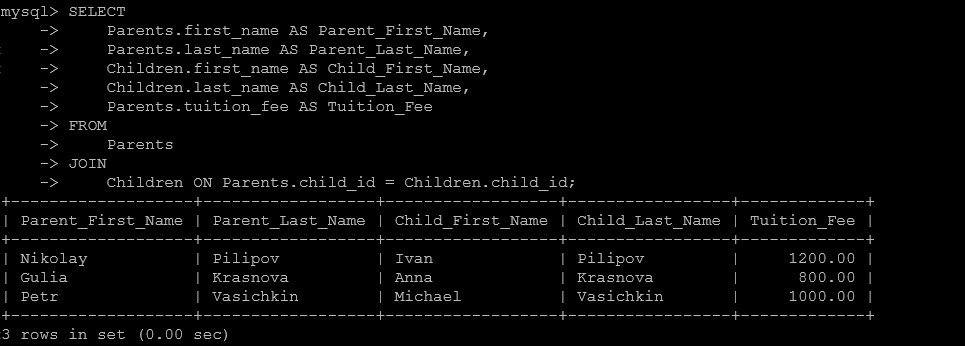 mysql> SELECT
    ->     Parents.first_name AS Parent_First_Name,
    ->     Parents.last_name AS Parent_Last_Name,
    ->     Children.first_name AS Child_First_Name,
    ->     Children.last_name AS Child_Last_Name,
    ->     Parents.tuition_fee AS Tuition_Fee
    -> FROM
    ->     Parents
    -> JOIN
    ->     Children ON Parents.child_id = Children.child_id;
+-------------------+------------------+------------------+-----------------+-------------+
| Parent_First_Name | Parent_Last_Name | Child_First_Name | Child_Last_Name | Tuition_Fee |
+-------------------+------------------+------------------+-----------------+-------------+
| Nikolay           | Pilipov          | Ivan             | Pilipov         |     1200.00 |
| Gulia             | Krasnova         | Anna             | Krasnova        |      800.00 |
| Petr              | Vasichkin        | Michael          | Vasichkin       |     1000.00 |
+-------------------+------------------+------------------+-----------------+-------------+
3 rows in set (0.00 sec)